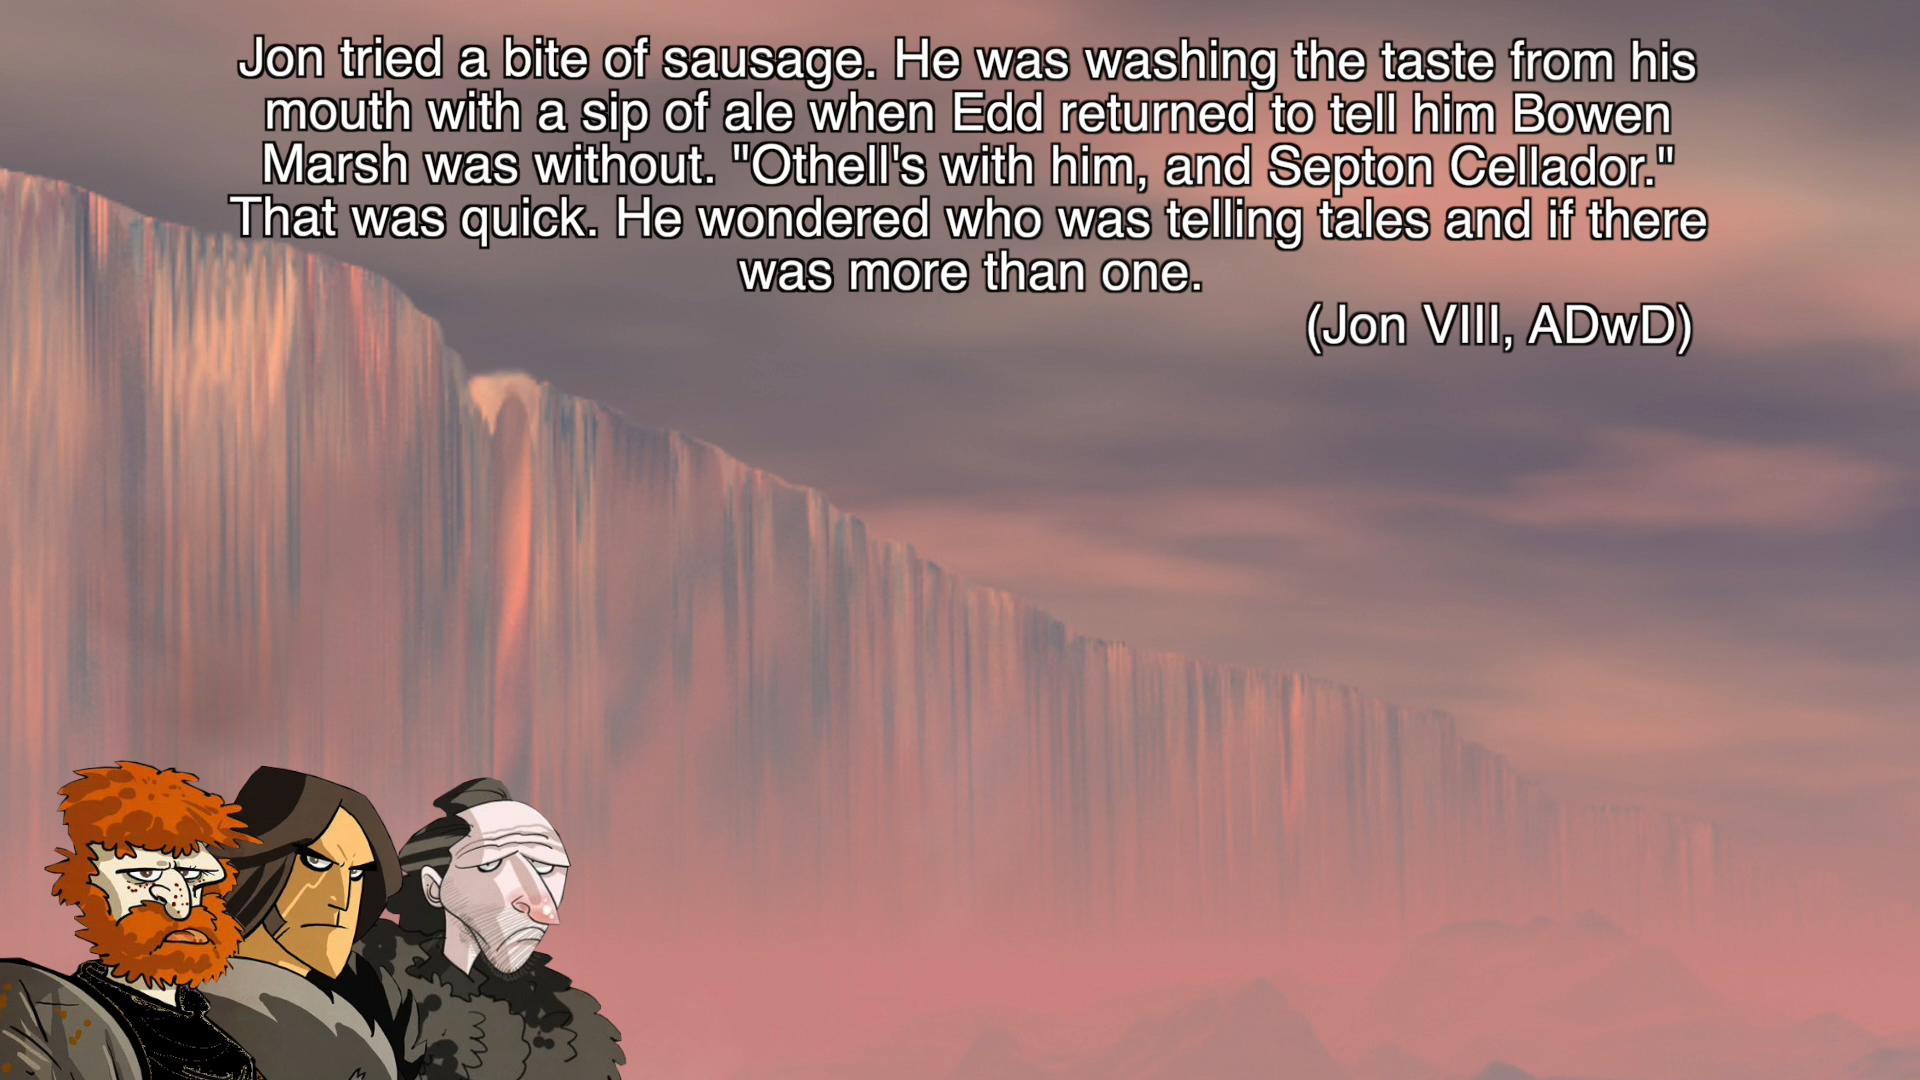 Jon tried a bite of sausage. He was washing the taste from his
mouth with a sip of ale when Edd returned to tell him Bowen
Marsh was without. "Othell's with him, and Septon Cellador."
That was quick. He wondered who was telling tales and if there
was more than one.
(Jon VIII, ADwD)